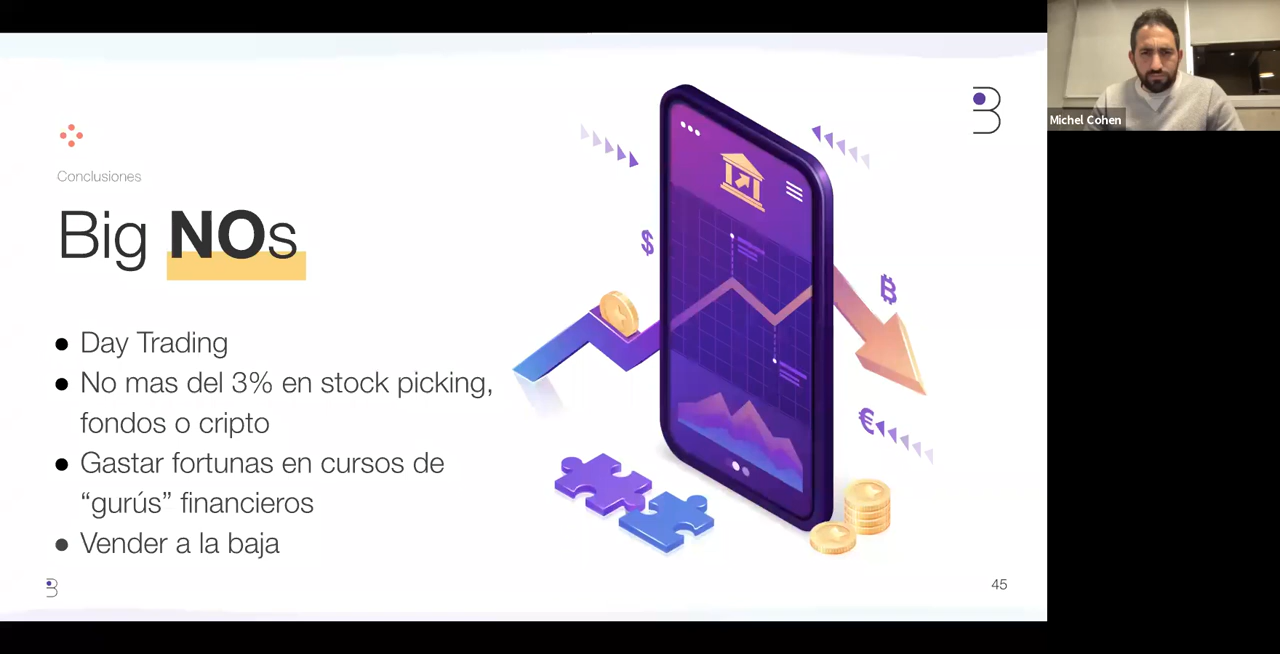 Conclusiones
Big NOs
● Day Trading
● No mas del 3% en stock picking,
fondos o cripto
● Gastar fortunas en cursos de
“gurús” financieros
● Vender a la baja
$
₿
€
45
Michel Cohen